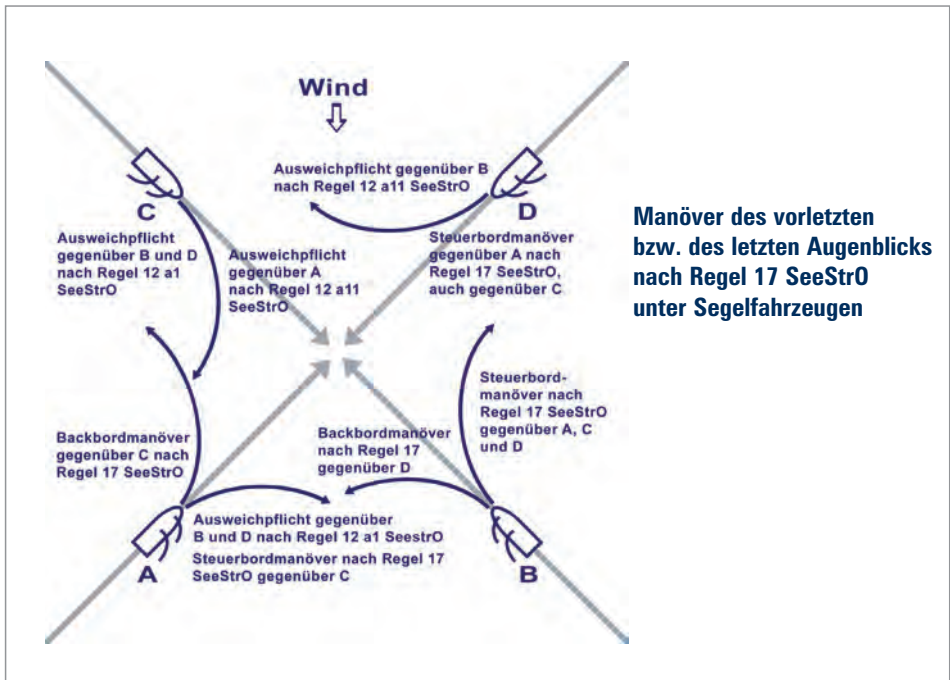 Wind
Ausweichpflicht gegenüber B
nach Regel 12 a11 SeeStrO
C
D
Ausweichpflicht
gegenüber B und D
nach Regel 12 a1
SeeStrO
Ausweichpflicht
gegenüber A
nach Regel 12 a11
SeeStrO
Steuerbordmanöver
gegenüber A nach
Regel 17 SeeStrO,
auch gegenüber C
Manöver des vorletzten
bzw. des letzten Augenblicks
nach Regel 17 SeeStrO
unter Segelfahrzeugen
Backbordmanöver
gegenüber C nach
Regel 17 SeeStrO
Backbordmanöver
nach Regel 17
gegenüber D
Steuerbord-
manöver nach
Regel 17 SeeStrO
gegenüber A, C
und D
Ausweichpflicht gegenüber
B und D nach Regel 12 a1 SeestrO
Steuerbordmanöver nach Regel 17
SeeStrO gegenüber C
A
B